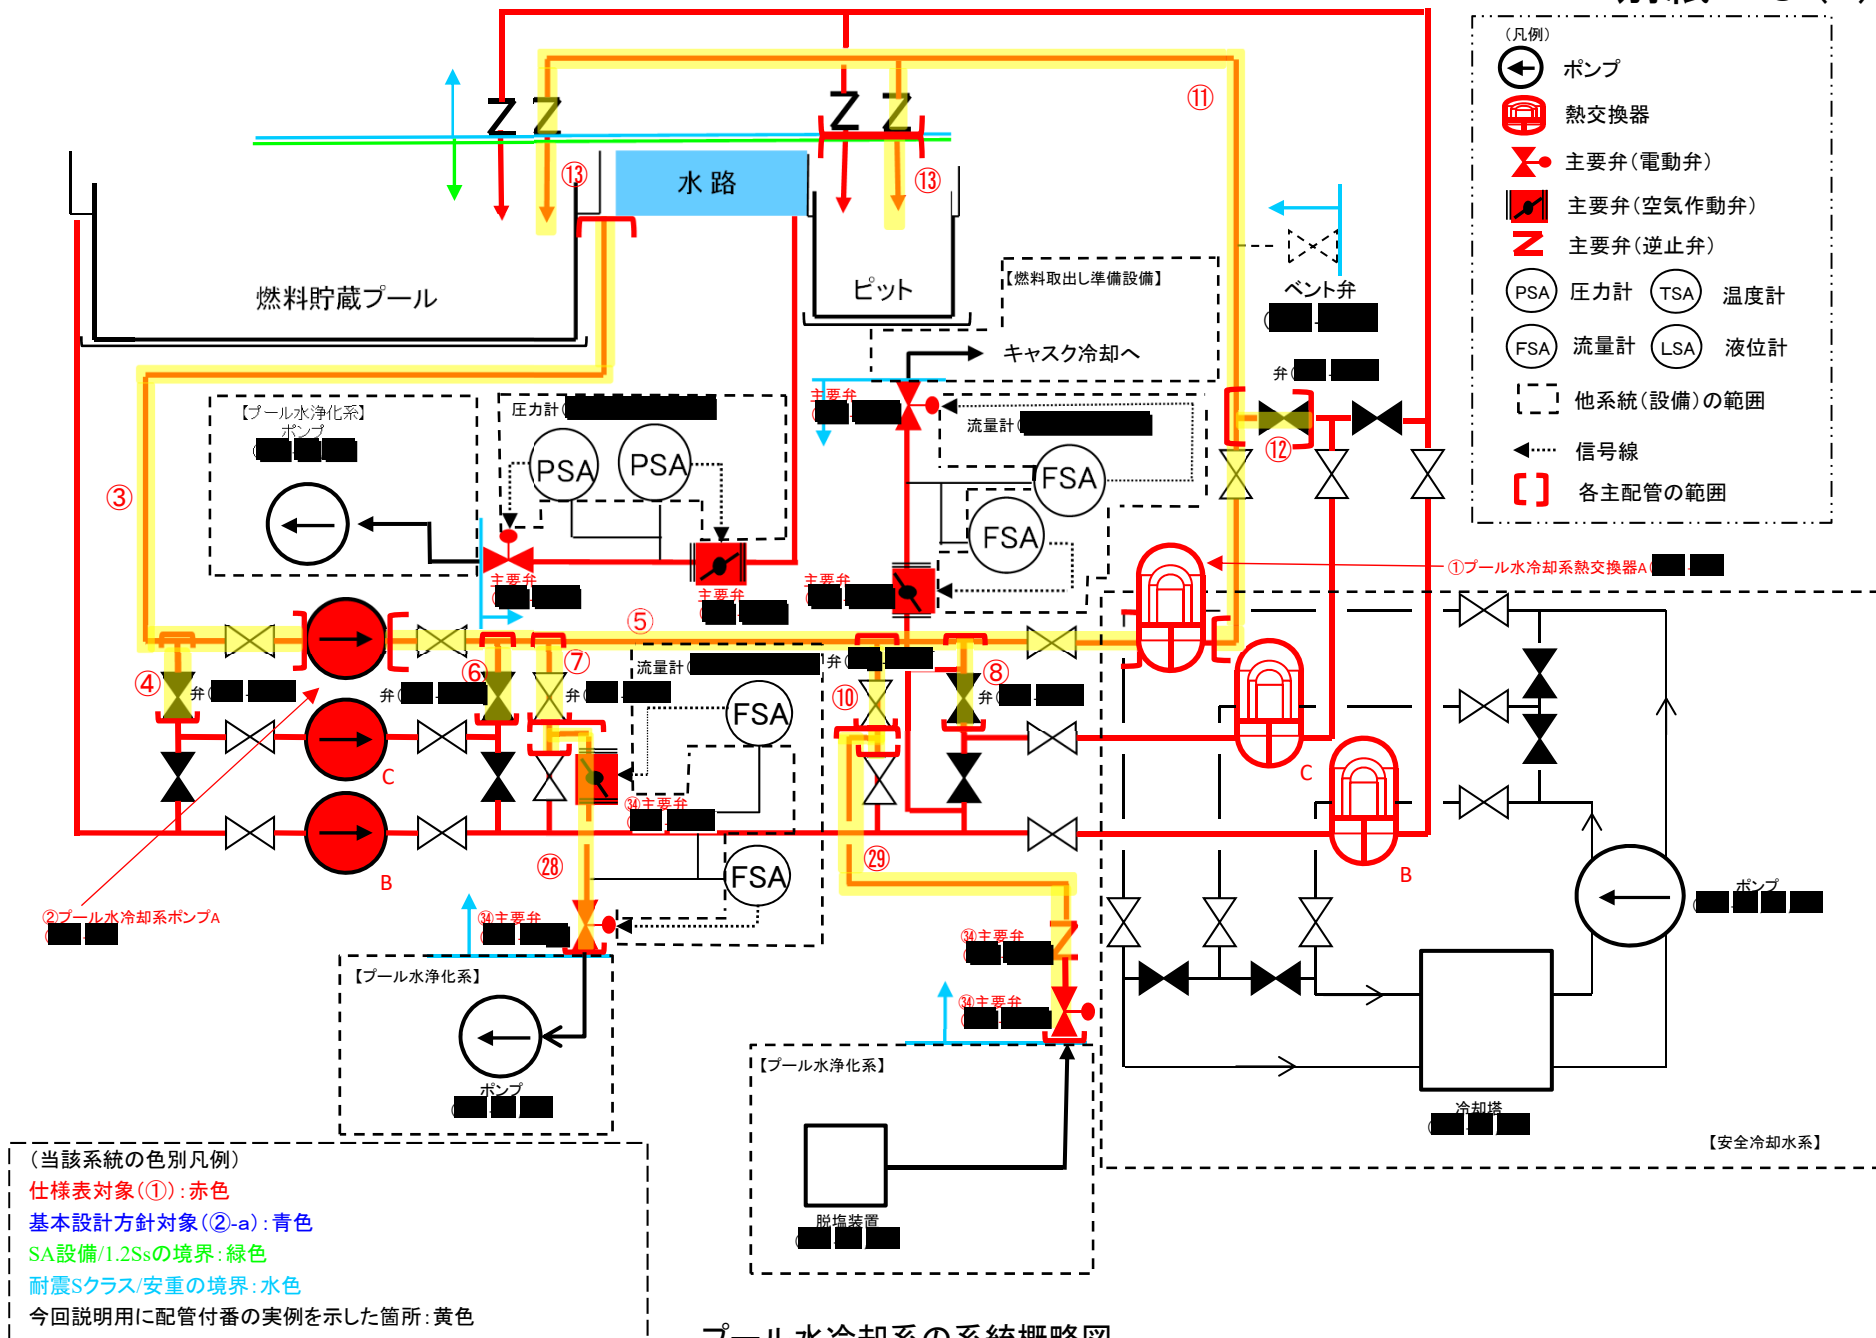 (凡例)
ポンプ
熱交換器
主要弁(電動弁)
主要弁(空気作動弁)
主要弁(逆止弁)
PSA 圧力計 TSA 温度計
FSA 流量計 LSA 液位計
他系統(設備)の範囲
信号線
各主配管の範囲
⑪
⑬
水路
⑬
燃料貯蔵プール
ピット
【燃料取出し準備設備】
ベント弁
弁(
キャスク冷却へ
主要弁
【プール水浄化系】
ポンプ
圧力計(
PSA
PSA
流量計(
FSA
FSA
⑫
③
主要弁
主要弁
主要弁
①プール水冷却系熱交換器A(
⑤
④
弁(
⑥
弁(
⑦
弁(
流量計(
弁(
⑧
弁(
⑩
FSA
C
C
㉞主要弁
B
B
㉘
FSA
㉙
②プール水冷却系ポンプA
㉞主要弁
㉞主要弁
㉞主要弁
ポンプ
【プール水浄化系】
ポンプ
【プール水浄化系】
脱塩装置
冷却塔
【安全冷却水系】
(当該系統の色別凡例)
仕様表対象(①):赤色
基本設計方針対象(②-a):青色
SA設備/1.2Ssの境界:緑色
耐震Sクラス/安重の境界:水色
今回説明用に配管付番の実例を示した箇所:黄色
プール水冷却系の系統概略図